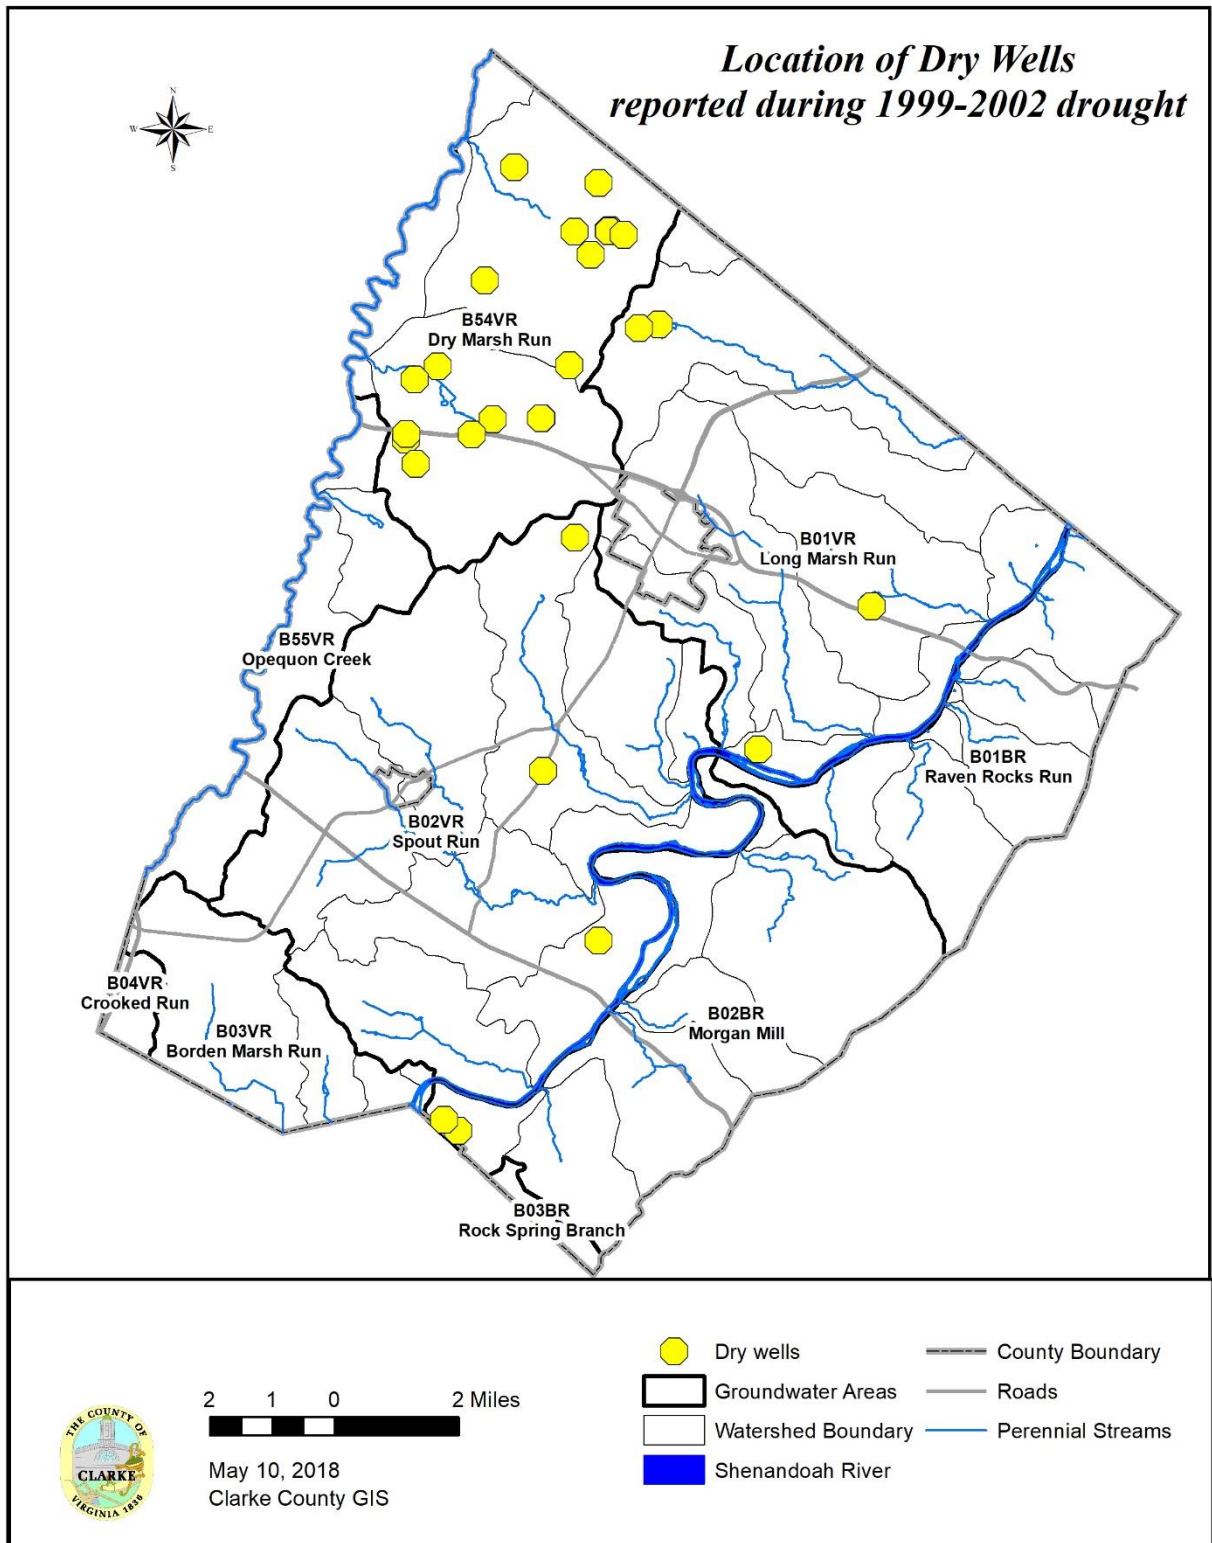 Location of Dry Wells
reported during 1999-2002 drought
N
W
E
S
B54VR
Dry Marsh Run
B01VR
Long Marsh Run
B55VR
Opequon Creek
B01BR
Raven Rocks Run
B02VR
Spout Run
B04VR
Crooked Run
B03VR
Borden Marsh Run
B02BR
Morgan Mill
B03BR
Rock Spring Branch
2 1 0 2 Miles
May 10, 2018
Clarke County GIS
THE COUNTY OF
CLARKE
VIRGINIA 1836
Dry wells
Groundwater Areas
Watershed Boundary
Shenandoah River
County Boundary
Roads
Perennial Streams